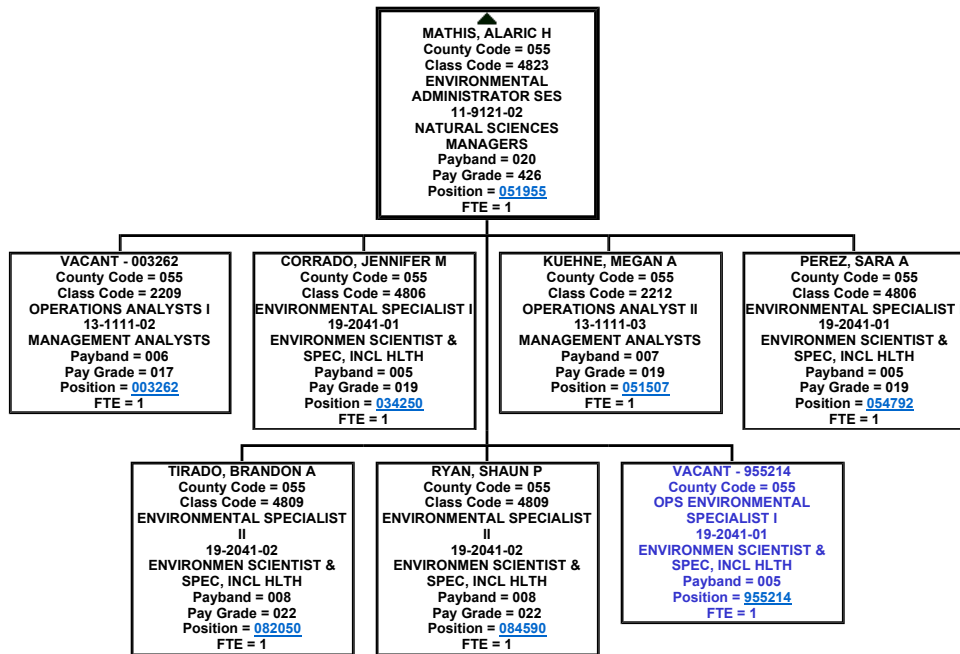 MATHIS, ALARIC H
County Code = 055
Class Code = 4823
ENVIRONMENTAL
ADMINISTRATOR SES
11-9121-02
NATURAL SCIENCES
MANAGERS
Payband = 020
Pay Grade = 426
Position = 051955
FTE = 1
VACANT - 003262
County Code = 055
Class Code = 2209
OPERATIONS ANALYSTS I
13-1111-02
MANAGEMENT ANALYSTS
Payband = 006
Pay Grade = 017
Position = 003262
FTE = 1
CORRADO, JENNIFER M
County Code = 055
Class Code = 4806
ENVIRONMENTAL SPECIALIST I
19-2041-01
ENVIRONMEN SCIENTIST &
SPEC, INCL HLTH
Payband = 005
Pay Grade = 019
Position = 034250
FTE = 1
KUEHNE, MEGAN A
County Code = 055
Class Code = 2212
OPERATIONS ANALYST II
13-1111-03
MANAGEMENT ANALYSTS
Payband = 007
Pay Grade = 019
Position = 051507
FTE = 1
PEREZ, SARA A
County Code = 055
Class Code = 4806
ENVIRONMENTAL SPECIALIST I
19-2041-01
ENVIRONMEN SCIENTIST &
SPEC, INCL HLTH
Payband = 005
Pay Grade = 019
Position = 054792
FTE = 1
TIRADO, BRANDON A
County Code = 055
Class Code = 4809
ENVIRONMENTAL SPECIALIST
II
19-2041-02
ENVIRONMEN SCIENTIST &
SPEC, INCL HLTH
Payband = 008
Pay Grade = 022
Position = 082050
FTE = 1
RYAN, SHAUN P
County Code = 055
Class Code = 4809
ENVIRONMENTAL SPECIALIST
II
19-2041-02
ENVIRONMEN SCIENTIST &
SPEC, INCL HLTH
Payband = 008
Pay Grade = 022
Position = 084590
FTE = 1
VACANT - 955214
County Code = 055
OPS ENVIRONMENTAL
SPECIALIST I
19-2041-01
ENVIRONMEN SCIENTIST &
SPEC, INCL HLTH
Payband = 005
Position = 955214
FTE = 1